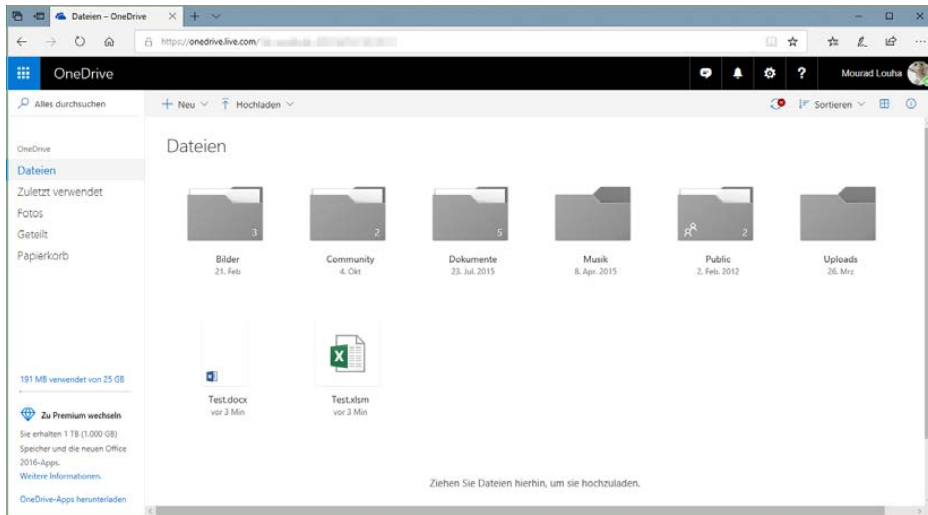 Dateien – OneDrive
https://onedrive.live.com/
OneDrive
?
Mourad Louha
Alles durchsuchen
Neu
Hochladen
Sortieren
OneDrive
Dateien
Zuletzt verwendet
Fotos
Geteilt
Papierkorb
191 MB verwendet von 25 GB
Zu Premium wechseln
Sie erhalten 1 TB (1.000 GB)
Speicher und die neuen Office
2016-Apps.
Weitere Informationen.
OneDrive-Apps herunterladen
Dateien
3
2
5
2
Bilder
Community
Dokumente
Musik
Public
Uploads
21. Feb
4. Okt
23. Jul. 2015
8. Apr. 2015
2. Feb. 2012
26. Mrz
Test.docx
Test.xlsm
vor 3 Min
vor 3 Min
Ziehen Sie Dateien hierhin, um sie hochzuladen.